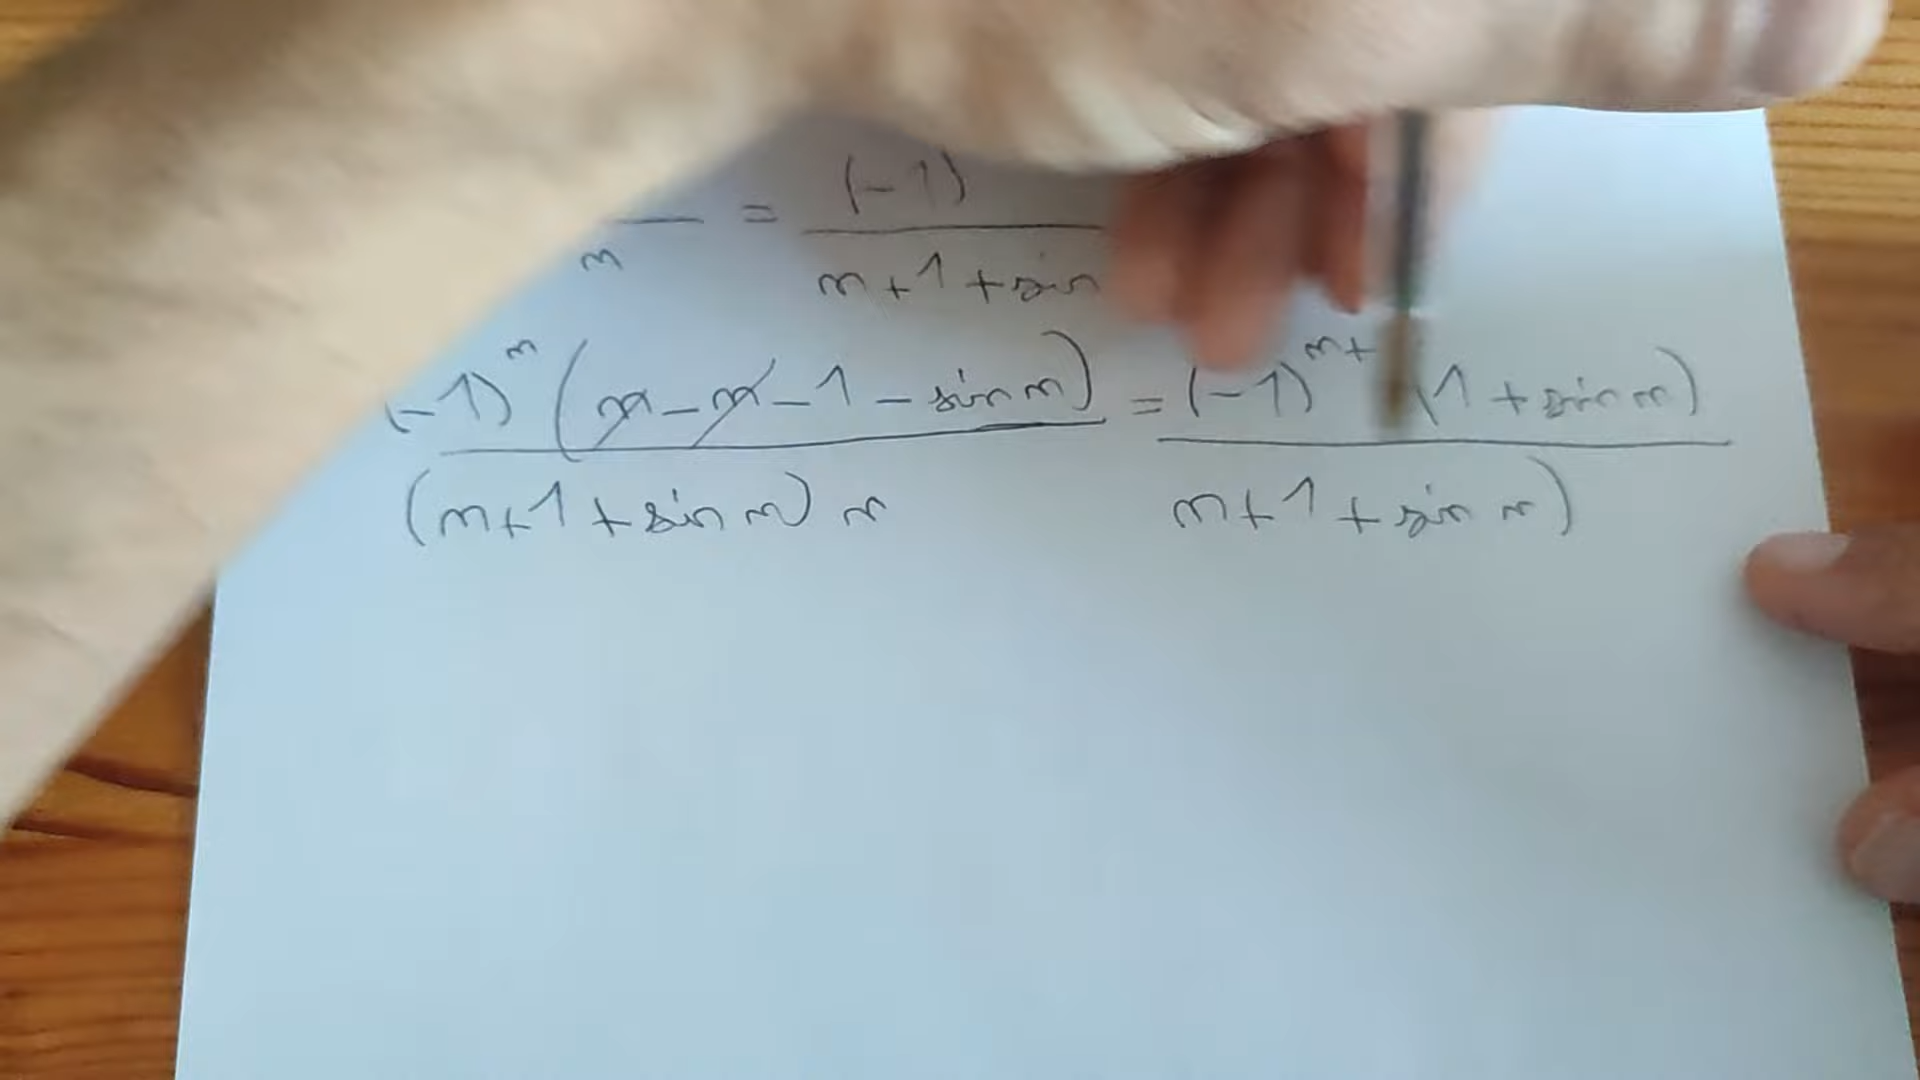 — = (-1)
n n+1+sin
(-1)^n (n-n-1-sin n) = (-1)^n+ (1+sin n)
(n+1+sin n) n n+1+sin n)